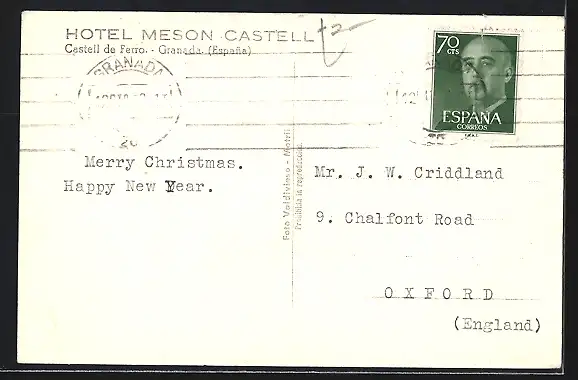 HOTEL MESON CASTELL
Castell de Ferro. - Granada. (España)
GRANADA
70 CTS
ESPAÑA
CORREOS
Merry Christmas.
Happy New Year.
Foto Valdivieso - Motril
Prohibida la reproducción
Mr. J. W. Criddland
9. Chalfont Road
OXFORD
(England)